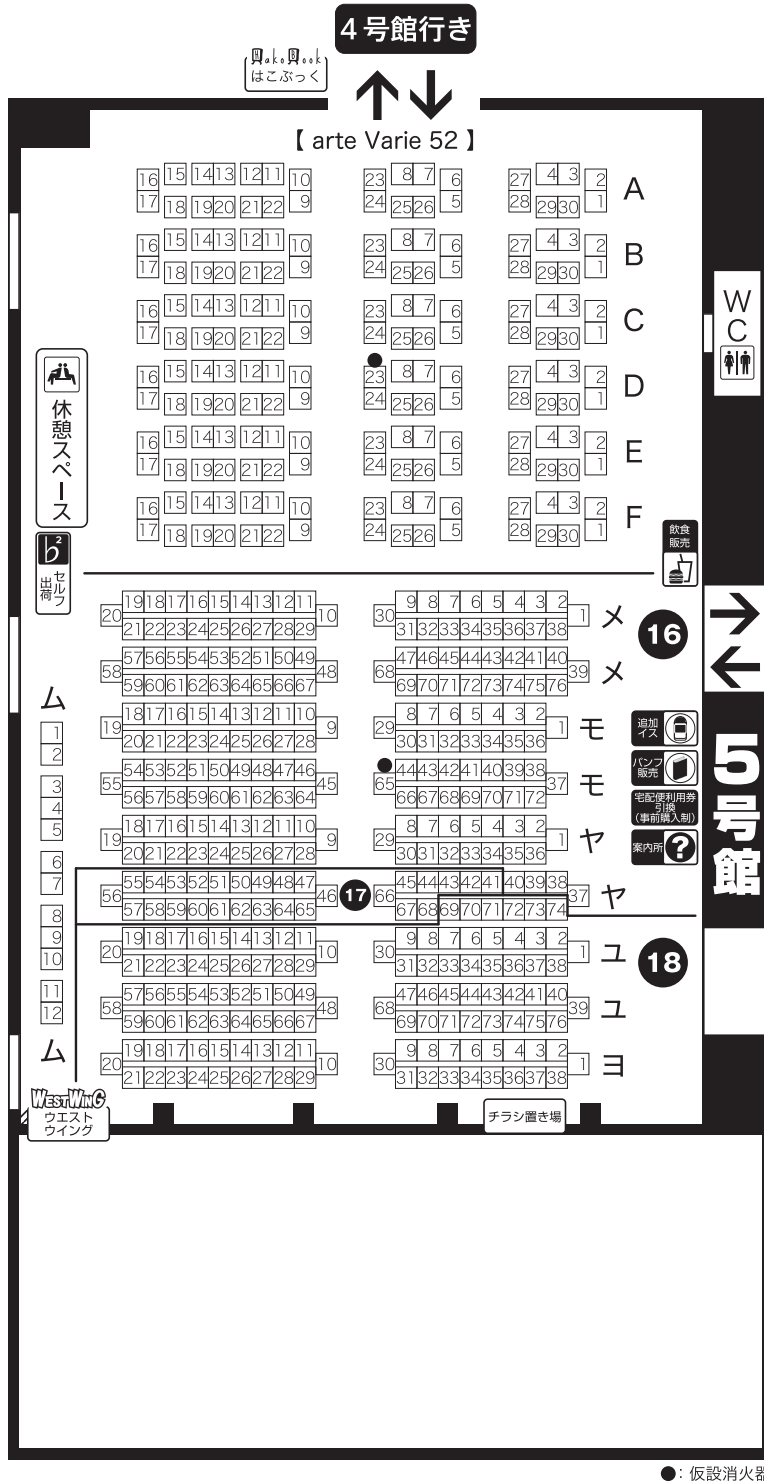 4号館行き
HakoBook
はこぶっく
【 arte Varie 52 】
16 15 14 13 12 11 10 23 8 7 6 27 4 3 2 A
17 18 19 20 21 22 9 24 25 26 5 28 29 30 1
16 15 14 13 12 11 10 23 8 7 6 27 4 3 2 B
17 18 19 20 21 22 9 24 25 26 5 28 29 30 1
16 15 14 13 12 11 10 23 8 7 6 27 4 3 2 C
17 18 19 20 21 22 9 24 25 26 5 28 29 30 1
16 15 14 13 12 11 10 23 8 7 6 27 4 3 2 D
17 18 19 20 21 22 9 24 25 26 5 28 29 30 1
16 15 14 13 12 11 10 23 8 7 6 27 4 3 2 E
17 18 19 20 21 22 9 24 25 26 5 28 29 30 1
16 15 14 13 12 11 10 23 8 7 6 27 4 3 2 F
17 18 19 20 21 22 9 24 25 26 5 28 29 30 1
WC
休憩スペース
b²
セルフ
出荷
飲食
販売
19 18 17 16 15 14 13 12 11 9 8 7 6 5 4 3 2
20 10 30 1 メ
21 22 23 24 25 26 27 28 29 31 32 33 34 35 36 37 38
16
57 56 55 54 53 52 51 50 49 47 46 45 44 43 42 41 40
58 48 68 39 メ
59 60 61 62 63 64 65 66 67 69 70 71 72 73 74 75 76
18 17 16 15 14 13 12 11 10 8 7 6 5 4 3 2
19 9 29 1 モ
20 21 22 23 24 25 26 27 28 30 31 32 33 34 35 36
54 53 52 51 50 49 48 47 46 44 43 42 41 40 39 38
55 45 65 37 モ
56 57 58 59 60 61 62 63 64 66 67 68 69 70 71 72
18 17 16 15 14 13 12 11 10 8 7 6 5 4 3 2
19 9 29 1 ヤ
20 21 22 23 24 25 26 27 28 30 31 32 33 34 35 36
55 54 53 52 51 50 49 48 47 45 44 43 42 41 40 39 38
56 46 17 66 37 ヤ
57 58 59 60 61 62 63 64 65 67 68 69 70 71 72 73 74
19 18 17 16 15 14 13 12 11 9 8 7 6 5 4 3 2
20 10 30 1 ユ
21 22 23 24 25 26 27 28 29 31 32 33 34 35 36 37 38
18
57 56 55 54 53 52 51 50 49 47 46 45 44 43 42 41 40
58 48 68 39 ユ
59 60 61 62 63 64 65 66 67 69 70 71 72 73 74 75 76
19 18 17 16 15 14 13 12 11 9 8 7 6 5 4 3 2
20 10 30 1 ヨ
21 22 23 24 25 26 27 28 29 31 32 33 34 35 36 37 38
ム
1
2
3
4
5
6
7
8
9
10
11
12
ム
追加
イス
パンフ
販売
宅配便利用券
引換
(事前購入制)
案内所 ?
5号館
WESTWING
ウエスト
ウイング
チラシ置き場
●: 仮設消火器